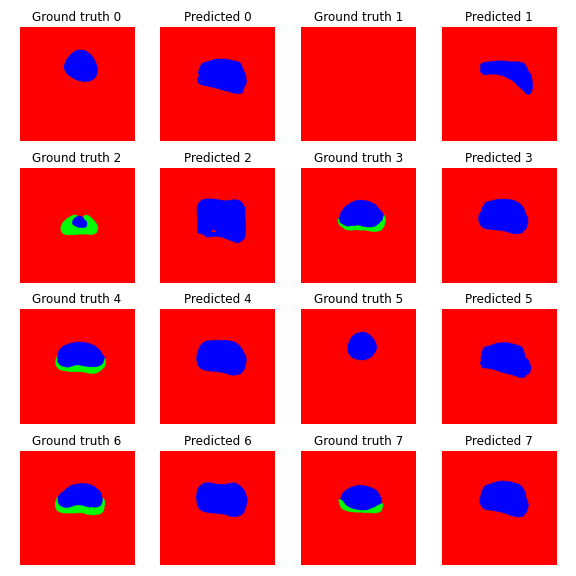 Ground truth 0
Predicted 0
Ground truth 1
Predicted 1
Ground truth 2
Predicted 2
Ground truth 3
Predicted 3
Ground truth 4
Predicted 4
Ground truth 5
Predicted 5
Ground truth 6
Predicted 6
Ground truth 7
Predicted 7